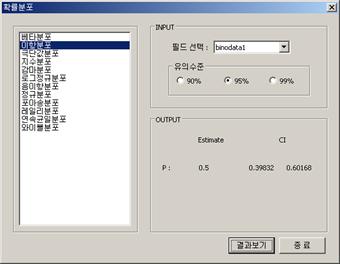 확률분포
베타분포
이항분포
극단값분포
지수분포
감마분포
로그정규분포
음이항분포
정규분포
포아송분포
레일리분포
연속균일분포
와이블분포
INPUT
필드 선택 : binodata1
유의수준
90% 95% 99%
OUTPUT
Estimate CI
P : 0.5 0.39832 0.60168
결과보기 종 료